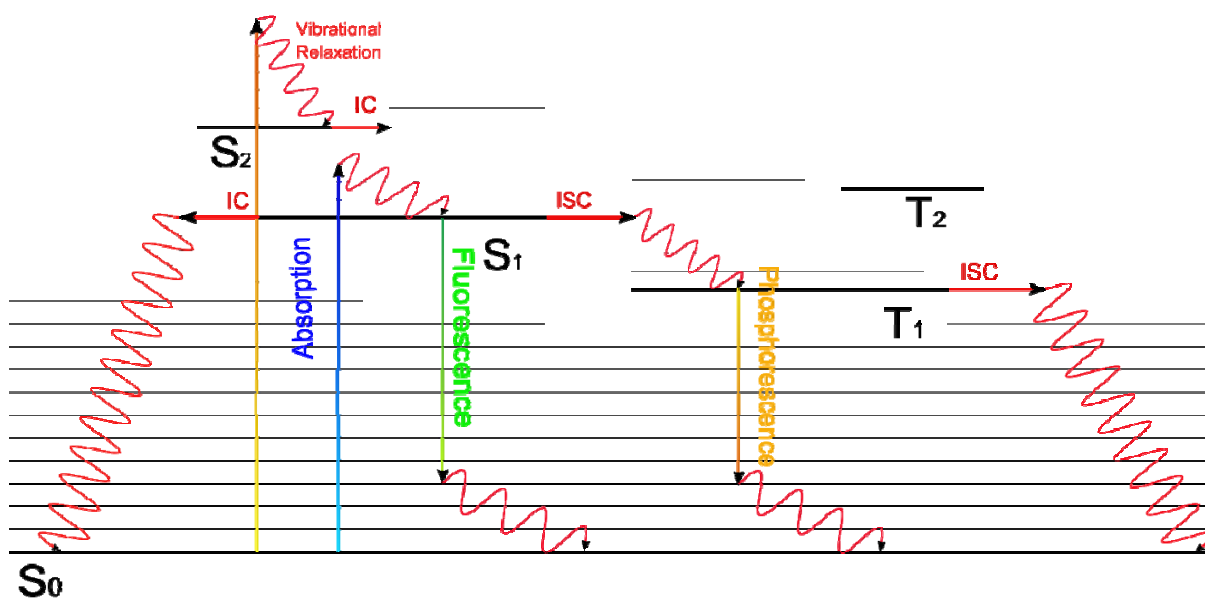 Vibrational
Relaxation
IC
S2
IC
ISC
T2
S1
ISC
Absorption
Fluorescence
Phosphorescence
T1
S0